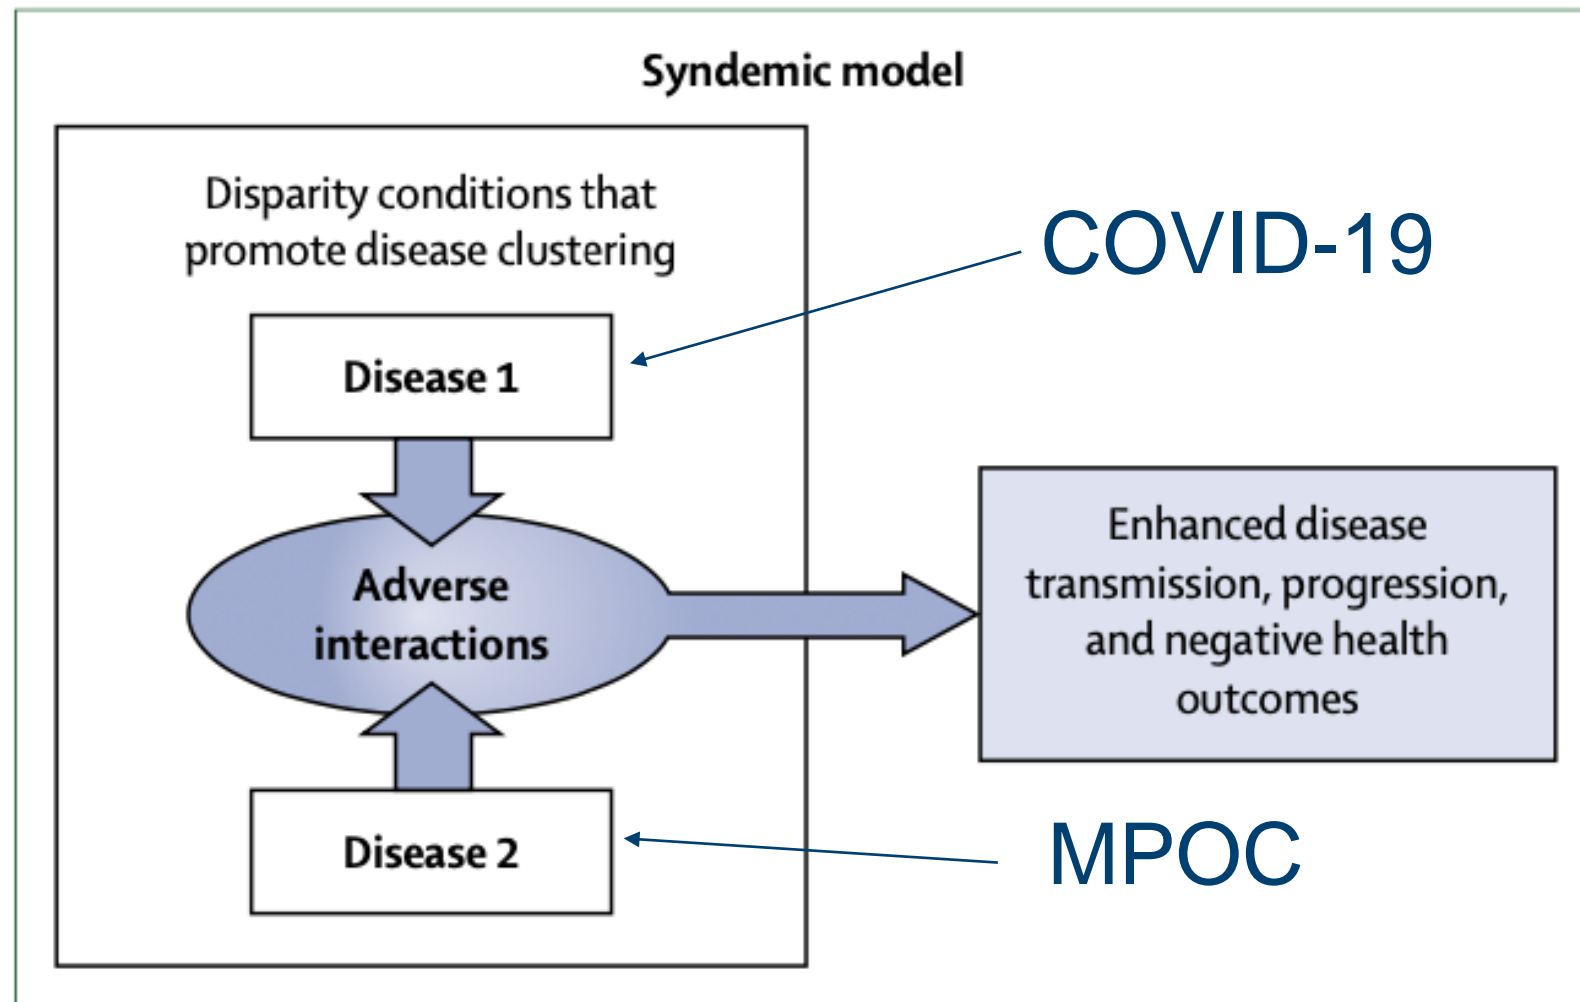 Syndemic model
Disparity conditions that
promote disease clustering
COVID-19
Disease 1
Adverse
interactions
Enhanced disease
transmission, progression,
and negative health
outcomes
Disease 2
MPOC